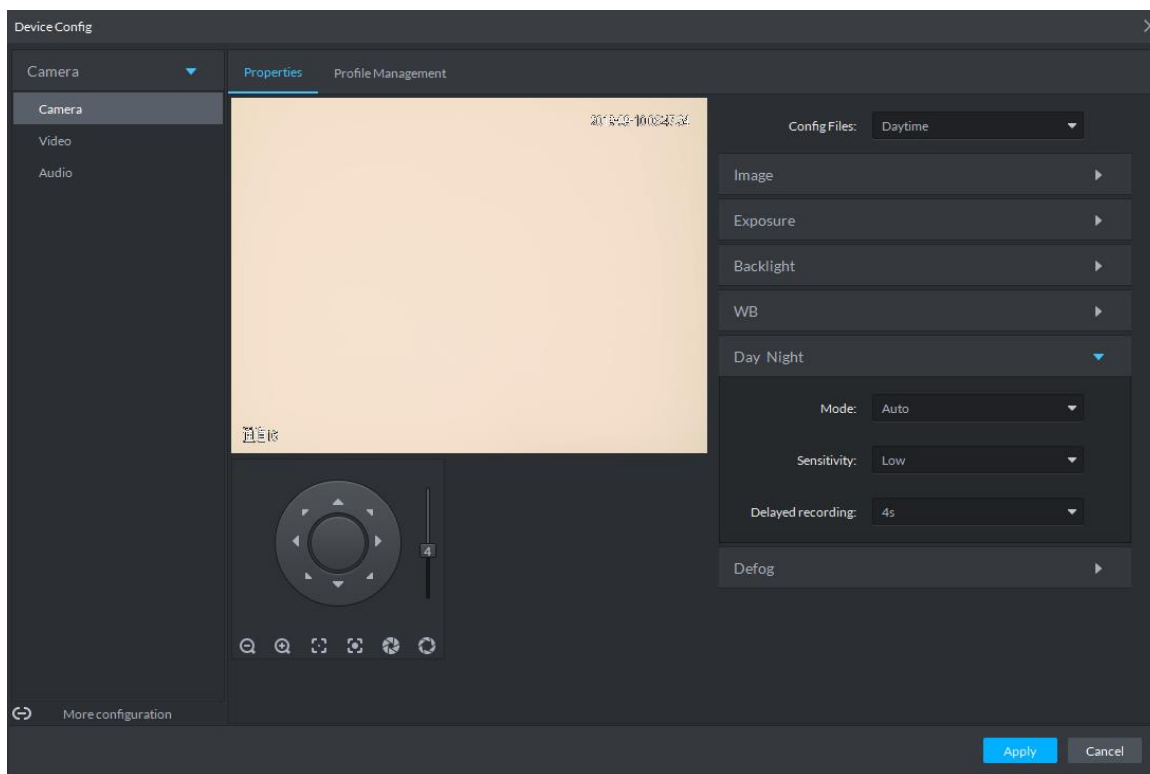 Device Config
Camera
Camera
Video
Audio
More configuration
Properties
Profile Management
Config Files: Daytime
Image
Exposure
Backlight
WB
Day Night
Mode: Auto
Sensitivity: Low
Delayed recording: 4s
Defog
4
Apply
Cancel